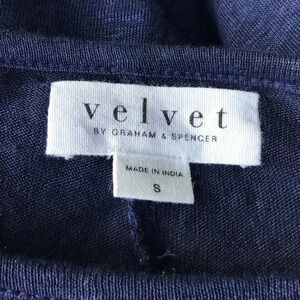 velvet
BY GRAHAM & SPENCER
MADE IN INDIA
S